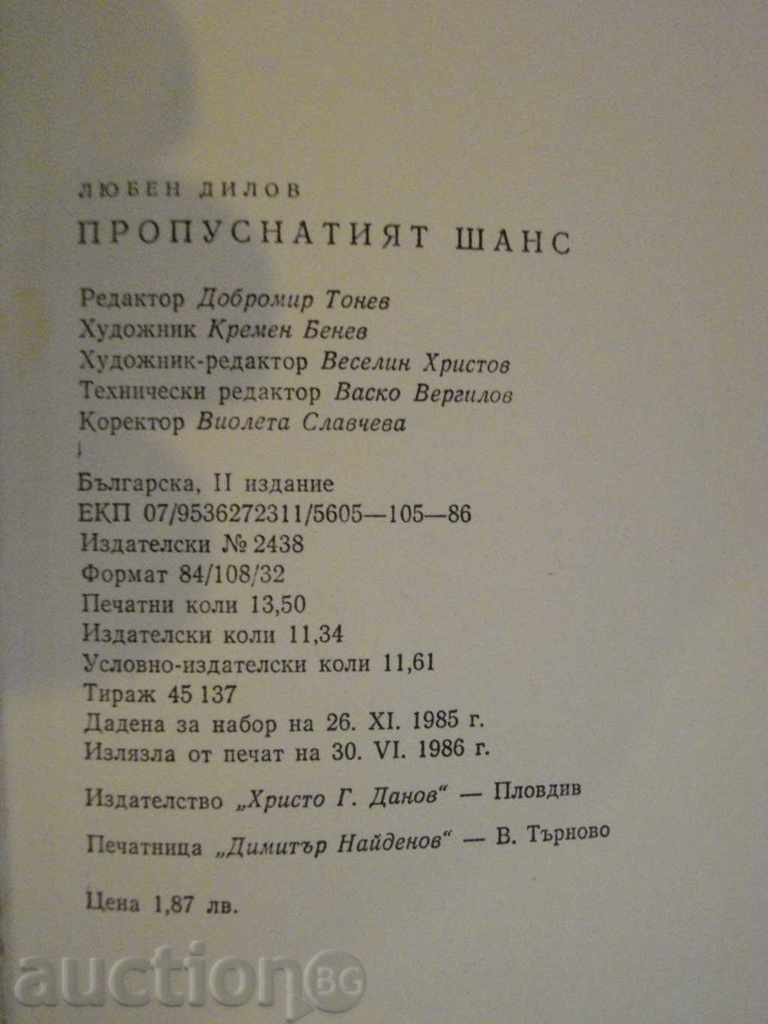 ЛЮБЕН ДИЛОВ
ПРОПУСНАТИЯТ ШАНС
Редактор Добромир Тонев
Художник Кремен Бенев
Художник-редактор Веселин Христов
Технически редактор Васко Вергилов
Коректор Виолета Славчева
Българска, II издание
ЕКП 07/9536272311/5605—105—86
Издателски № 2438
Формат 84/108/32
Печатни коли 13,50
Издателски коли 11,34
Условно-издателски коли 11,61
Тираж 45 137
Дадена за набор на 26. XI. 1985 г.
Излязла от печат на 30. VI. 1986 г.
Издателство „Христо Г. Данов“ — Пловдив
Печатница „Димитър Найденов“ — В. Търново
Цена 1,87 лв.
auction BG